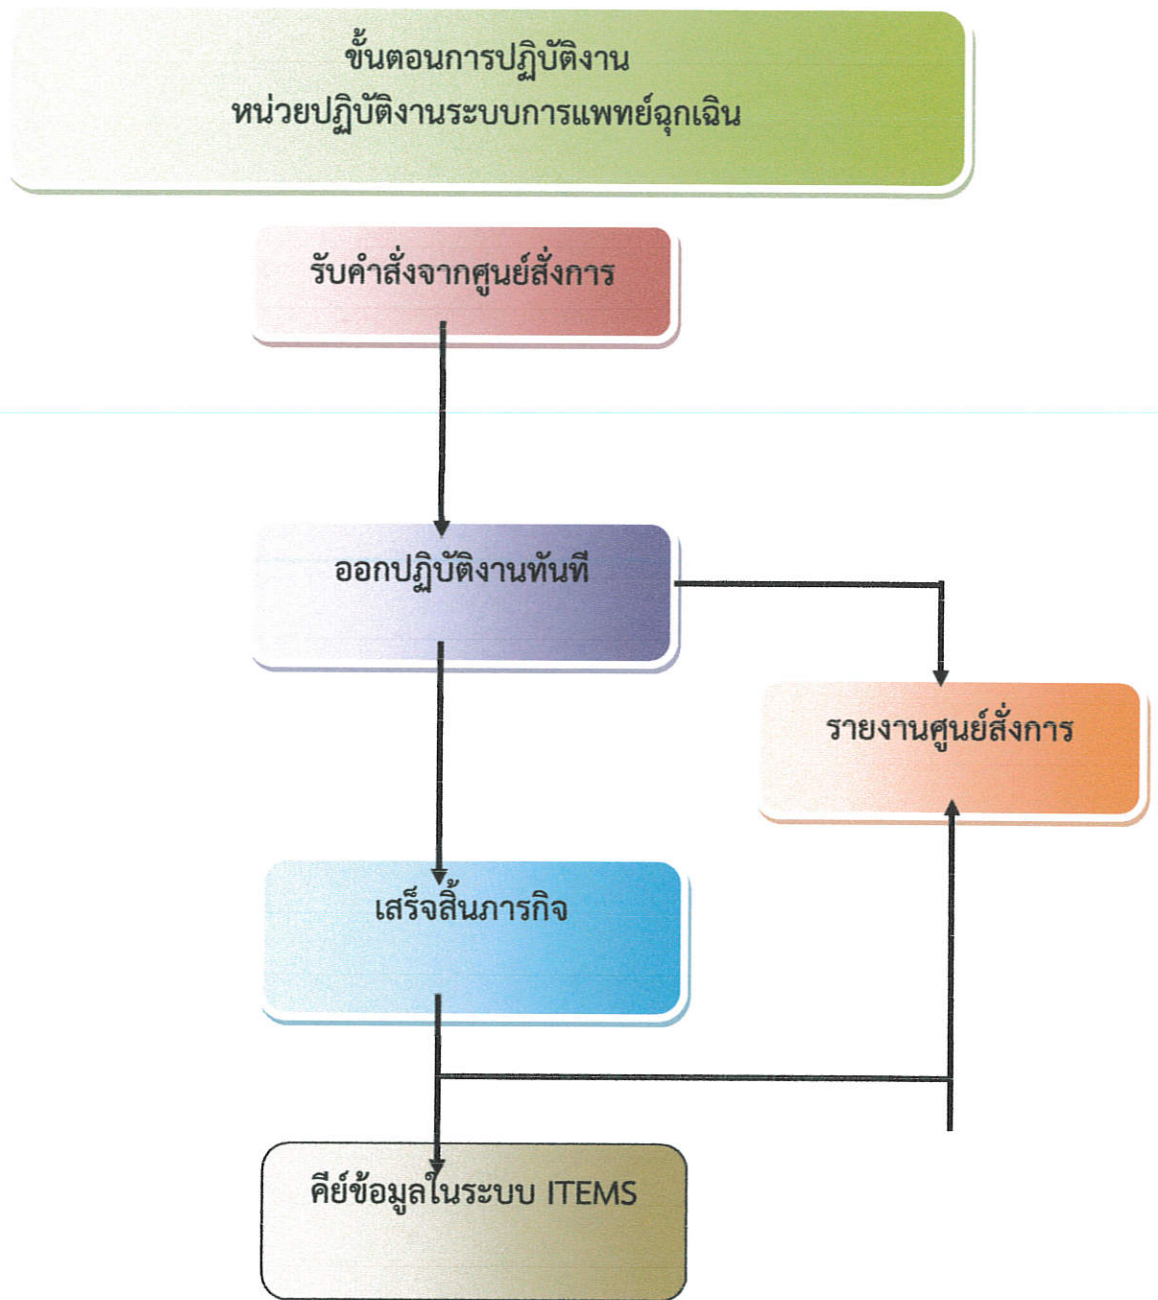 ขั้นตอนการปฏิบัติงาน
หน่วยปฏิบัติงานระบบการแพทย์ฉุกเฉิน
รับคำสั่งจากศูนย์สั่งการ
ออกปฏิบัติงานทันที
รายงานศูนย์สั่งการ
เสร็จสิ้นภารกิจ
คีย์ข้อมูลในระบบ ITEMS